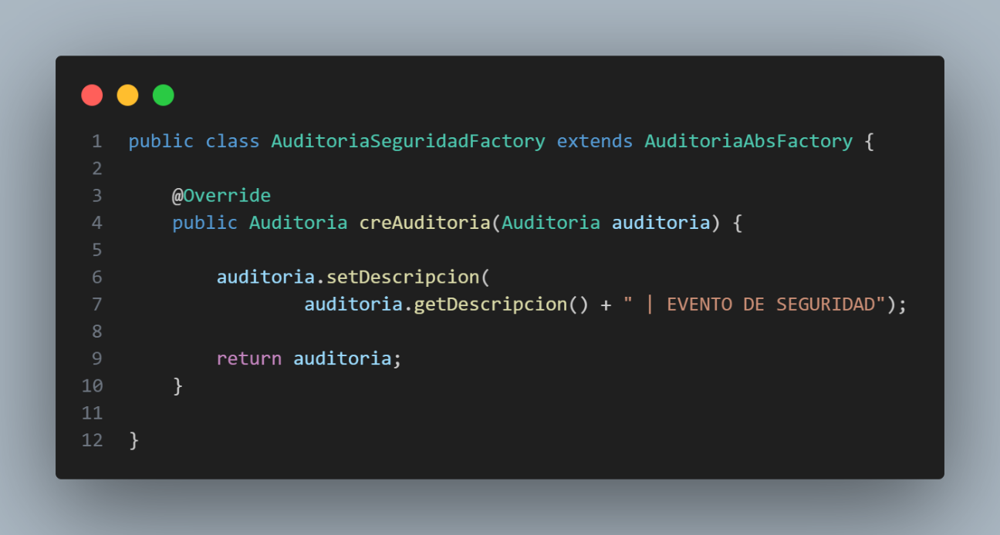 1 public class AuditoriaSeguridadFactory extends AuditoriaAbsFactory {
2
3     @Override
4     public Auditoria creAuditoria(Auditoria auditoria) {
5
6         auditoria.setDescripcion(
7                 auditoria.getDescripcion() + " | EVENTO DE SEGURIDAD");
8
9         return auditoria;
10     }
11
12 }